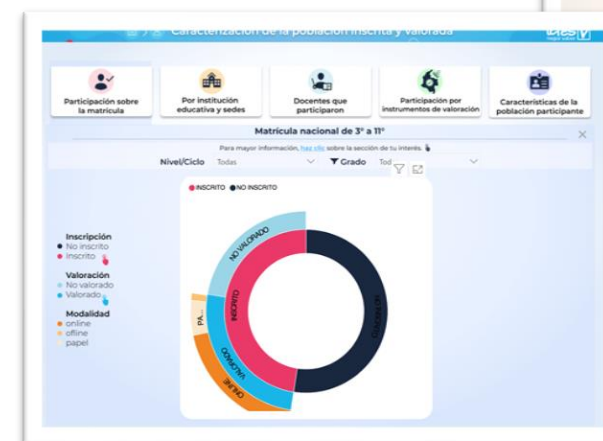 Caracterización de la población inscrita y valorada
Participación sobre
la matrícula
Por institución
educativa y sedes
Docentes que
participaron
Participación por
instrumentos de valoración
Características de la
población participante
Matrícula nacional de 3° a 11°
Para mayor información, haz clic sobre la sección de tu interés.
Nivel/Ciclo Todas
Grado
INSCRITO NO INSCRITO
Inscripción
No inscrito
Inscrito
Valoración
No valorado
Valorado
Modalidad
online
offline
papel
NO VALORADO
INSCRITO
NO INSCRITO
PA...
VALORADO
ONLINE